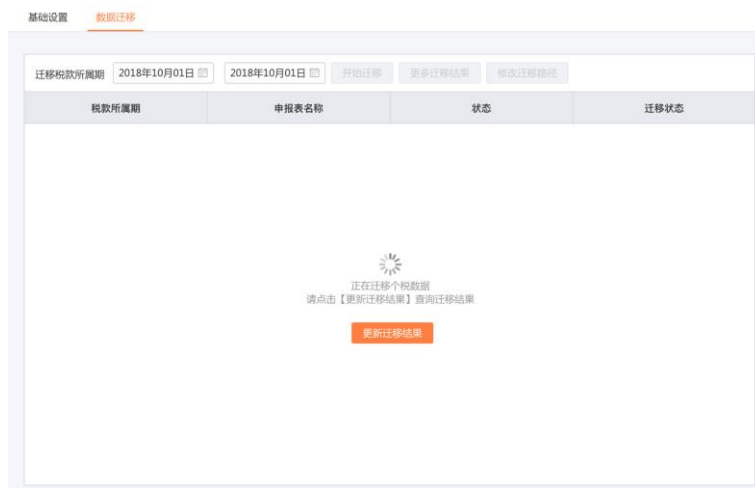 基础设置 数据迁移
迁移税款所属期 2018年10月01日 2018年10月01日 开始迁移 更多迁移结果 修改迁移路径
税款所属期 申报表名称 状态 迁移状态
正在迁移个税数据
请点击【更新迁移结果】查询迁移结果
更新迁移结果